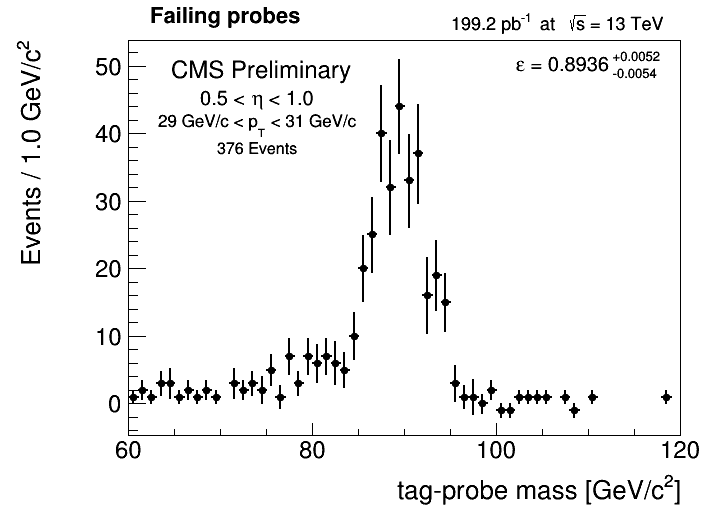 Failing probes
199.2 pb⁻¹ at √s = 13 TeV
CMS Preliminary
0.5 < η < 1.0
29 GeV/c < p_T < 31 GeV/c
376 Events
ε = 0.8936 +0.0052 -0.0054
Events / 1.0 GeV/c²
50
40
30
20
10
0
60 80 100 120
tag-probe mass [GeV/c²]